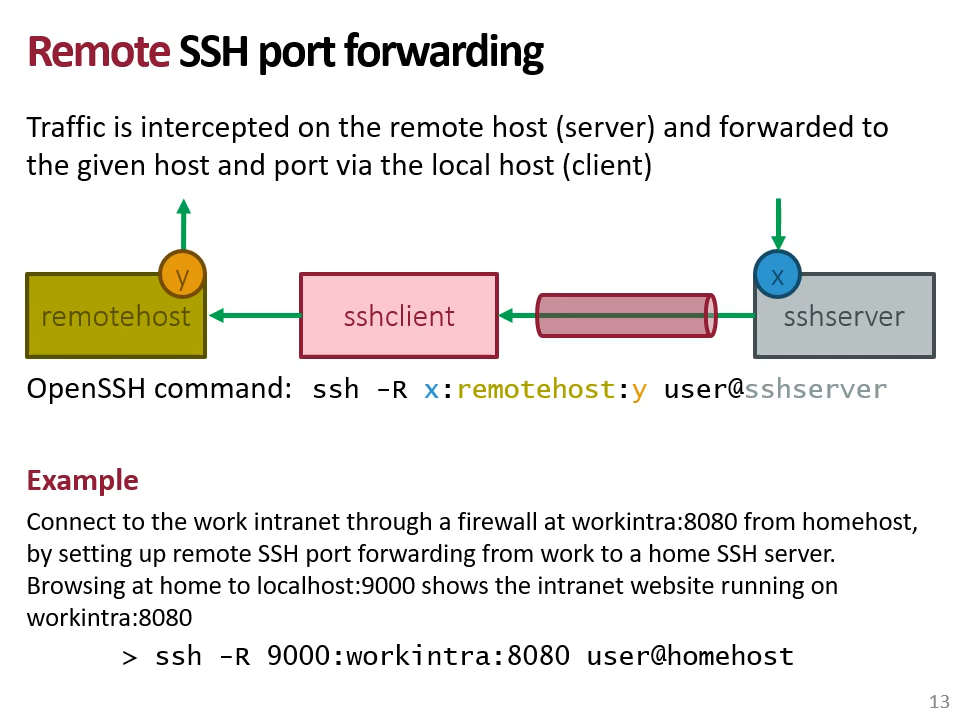 Remote SSH port forwarding
Traffic is intercepted on the remote host (server) and forwarded to
the given host and port via the local host (client)
y
x
remotehost
sshclient
sshserver
OpenSSH command: ssh -R x:remotehost:y user@sshserver
Example
Connect to the work intranet through a firewall at workintra:8080 from homehost,
by setting up remote SSH port forwarding from work to a home SSH server.
Browsing at home to localhost:9000 shows the intranet website running on
workintra:8080
> ssh -R 9000:workintra:8080 user@homehost
13